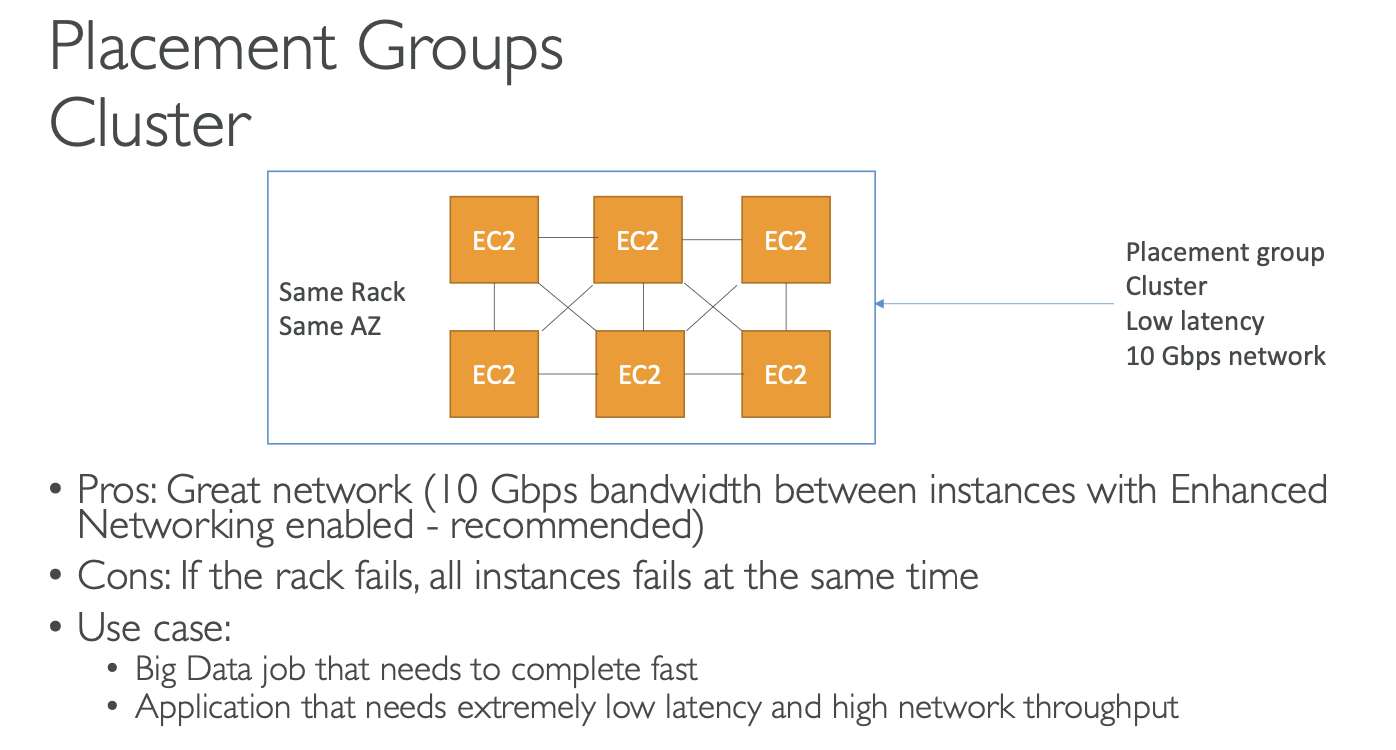 Placement Groups
Cluster
EC2
EC2
EC2
Same Rack
Same AZ
EC2
EC2
EC2
Placement group
Cluster
Low latency
10 Gbps network
• Pros: Great network (10 Gbps bandwidth between instances with Enhanced
Networking enabled - recommended)
• Cons: If the rack fails, all instances fails at the same time
• Use case:
• Big Data job that needs to complete fast
• Application that needs extremely low latency and high network throughput